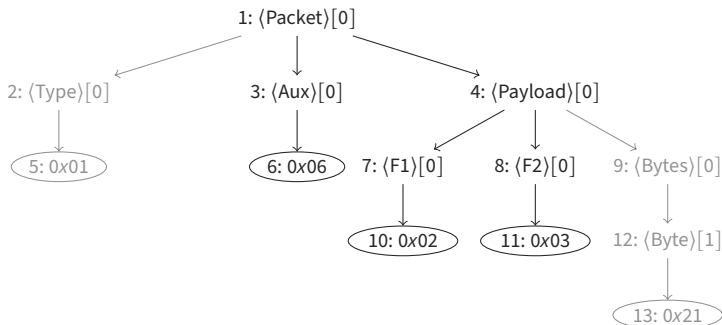 1: ⟨Packet⟩[0]
2: ⟨Type⟩[0] 3: ⟨Aux⟩[0] 4: ⟨Payload⟩[0]
5: 0x01 6: 0x06 7: ⟨F1⟩[0] 8: ⟨F2⟩[0] 9: ⟨Bytes⟩[0]
10: 0x02 11: 0x03 12: ⟨Byte⟩[1]
13: 0x21